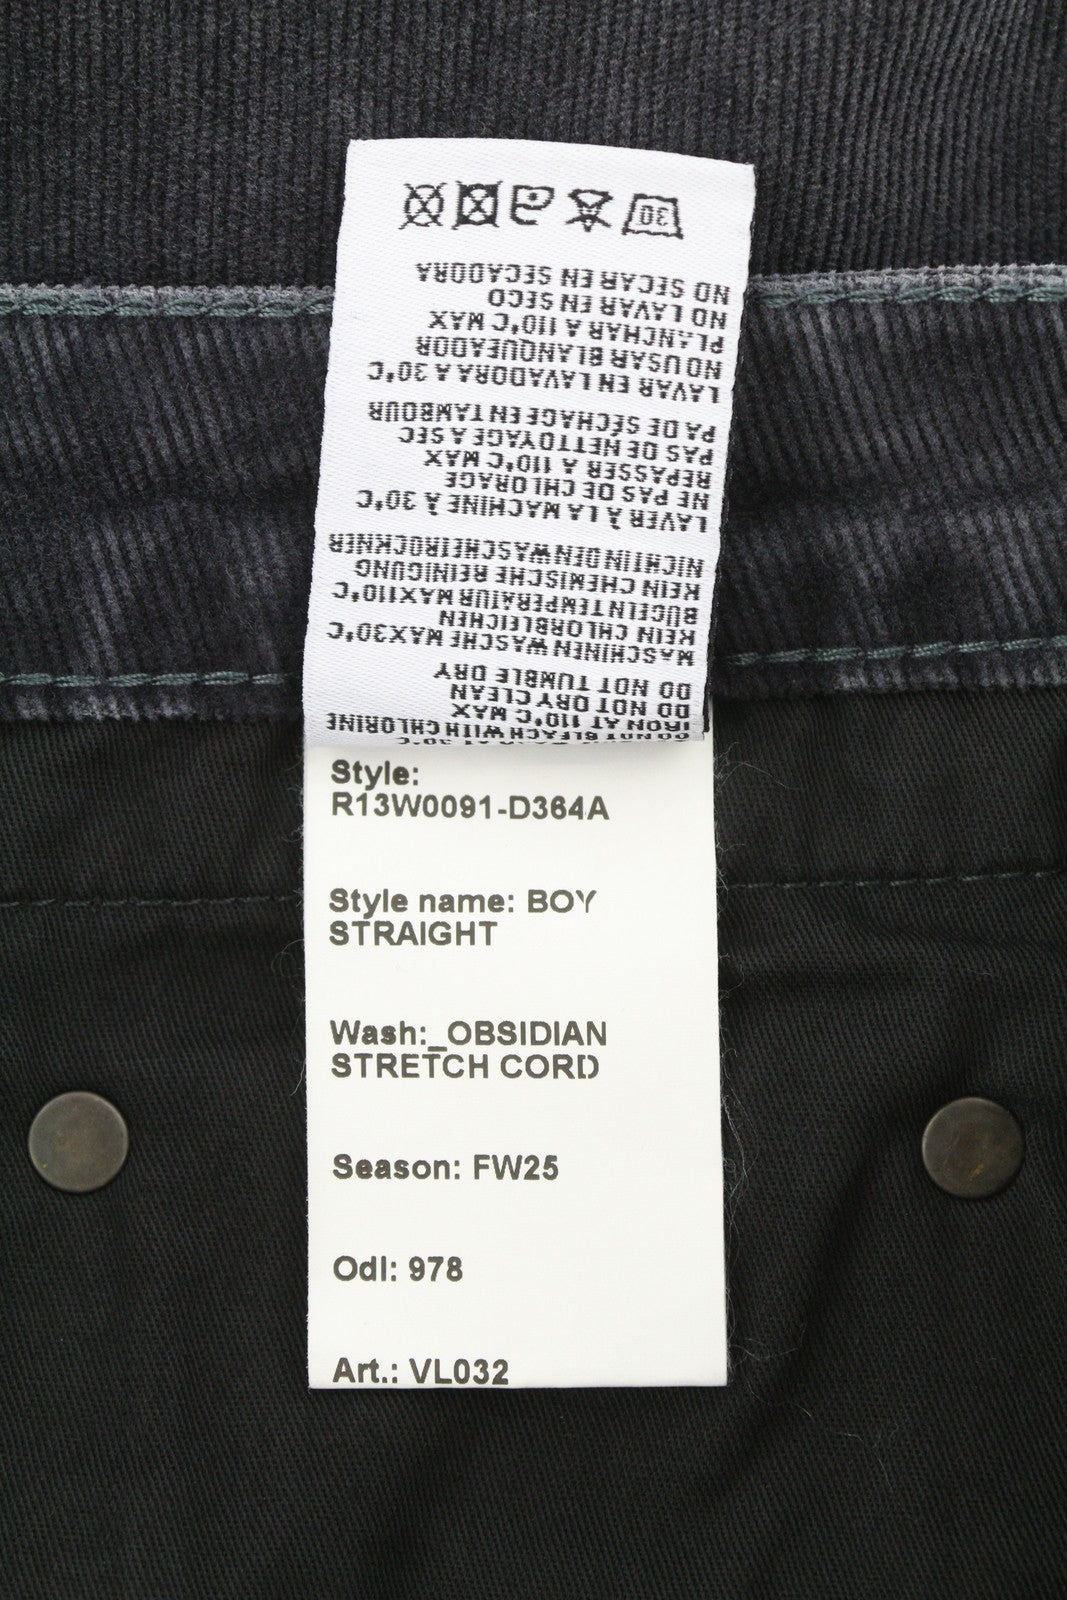 DO NOT BLEACH WITH CHLORINE
IRON AT 110°C MAX
DO NOT DRY CLEAN
DO NOT TUMBLE DRY
MASCHINEN WASCHE MAX30°C
KEIN CHLORBLEICHEN
BUGELNTEMPERATUR MAX110°C
KEIN CHEMISCHE REINIGUNG
NICHT IN DEN WASCHETROCKNER
LAVER À LA MACHINE À 30°C
NE PAS DE CHLORAGE
REPASSER A 110°C MAX
PAS DE NETTOYAGE A SEC
PA DE SÉCHAGE EN TAMBOUR
LAVAR EN LAVADORA A 30°C
NO USAR BLANQUEADOR
PLANCHAR A 110°C MAX
NO LAVAR EN SECO
NO SECAR EN SECADORA
30
Style:
R13W0091-D364A
Style name: BOY
STRAIGHT
Wash:_OBSIDIAN
STRETCH CORD
Season: FW25
Odl: 978
Art.: VL032